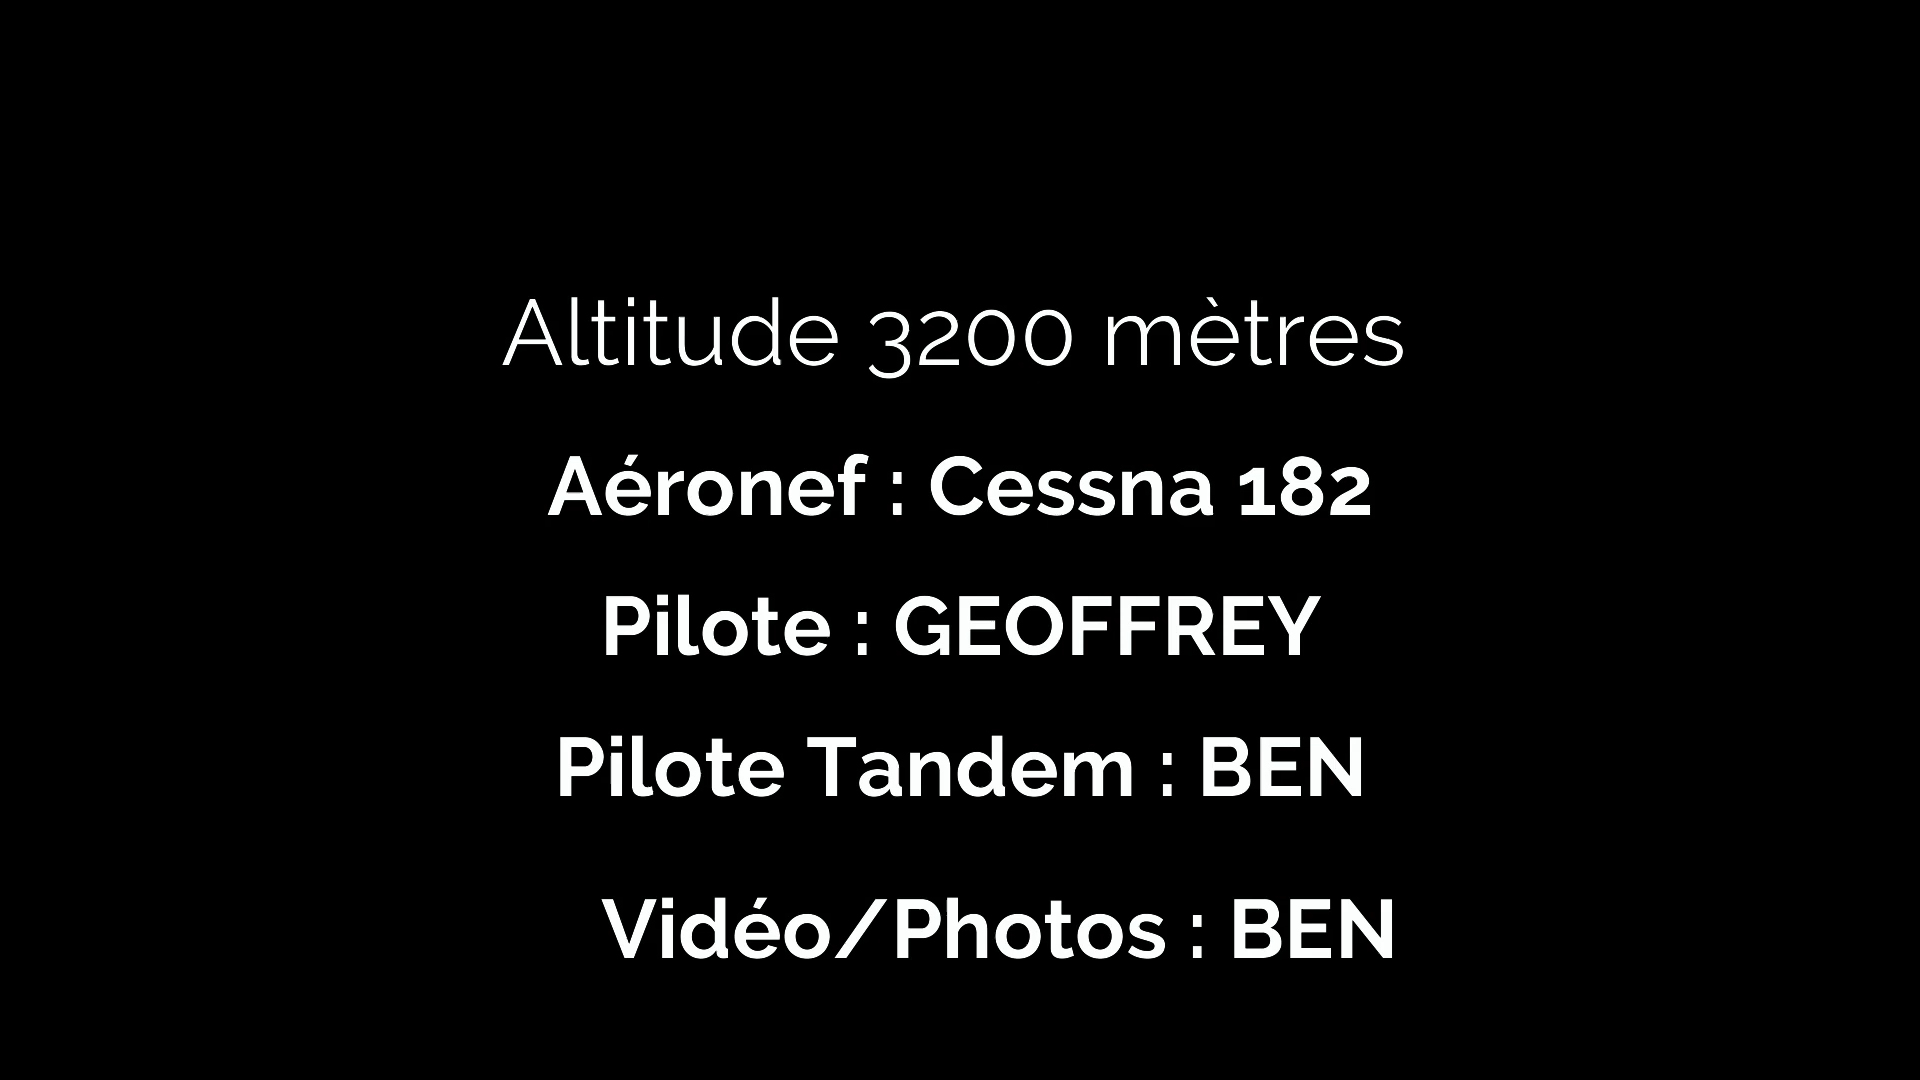 Altitude 3200 mètres
Aéronef : Cessna 182
Pilote : GEOFFREY
Pilote Tandem : BEN
Vidéo/Photos : BEN